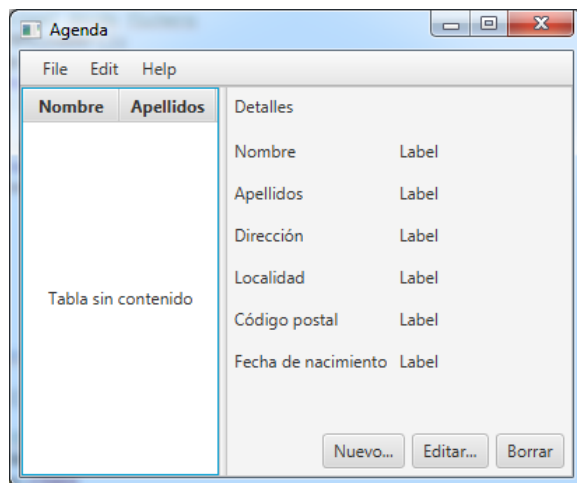 Agenda
File Edit Help
Nombre Apellidos
Tabla sin contenido
Detalles
Nombre Label
Apellidos Label
Dirección Label
Localidad Label
Código postal Label
Fecha de nacimiento Label
Nuevo... Editar... Borrar